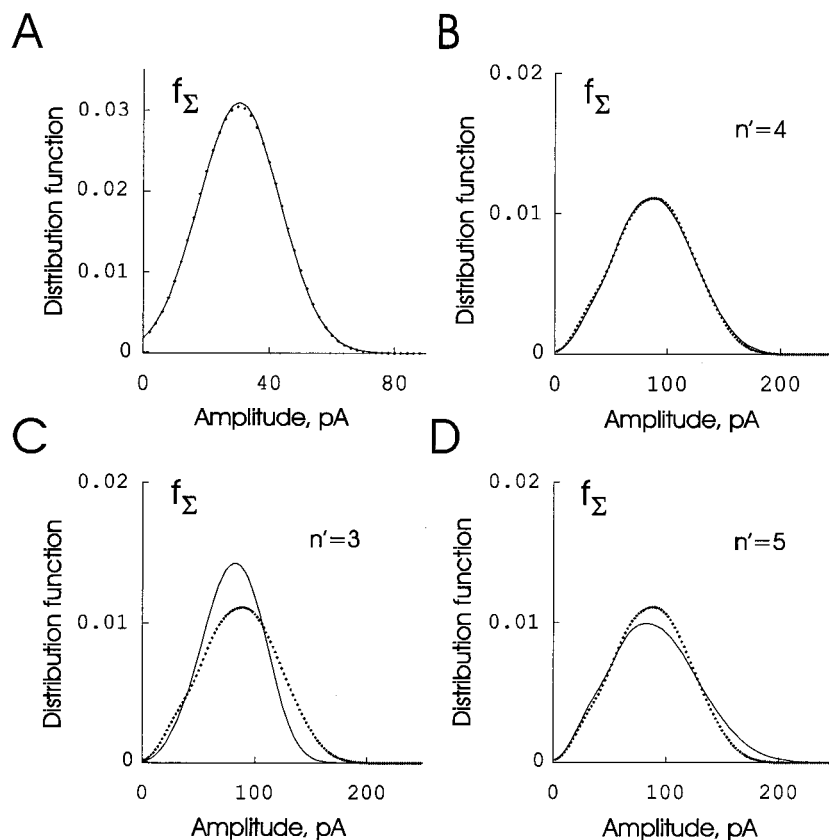 A
B
f_Σ
0.03
0.02
0.01
0
0
40
80
Distribution function
Amplitude, pA
f_Σ
n'=4
0.02
0.01
0
0
100
200
Distribution function
Amplitude, pA
C
D
f_Σ
n'=3
0.02
0.01
0
0
100
200
Distribution function
Amplitude, pA
f_Σ
n'=5
0.02
0.01
0
0
100
200
Distribution function
Amplitude, pA